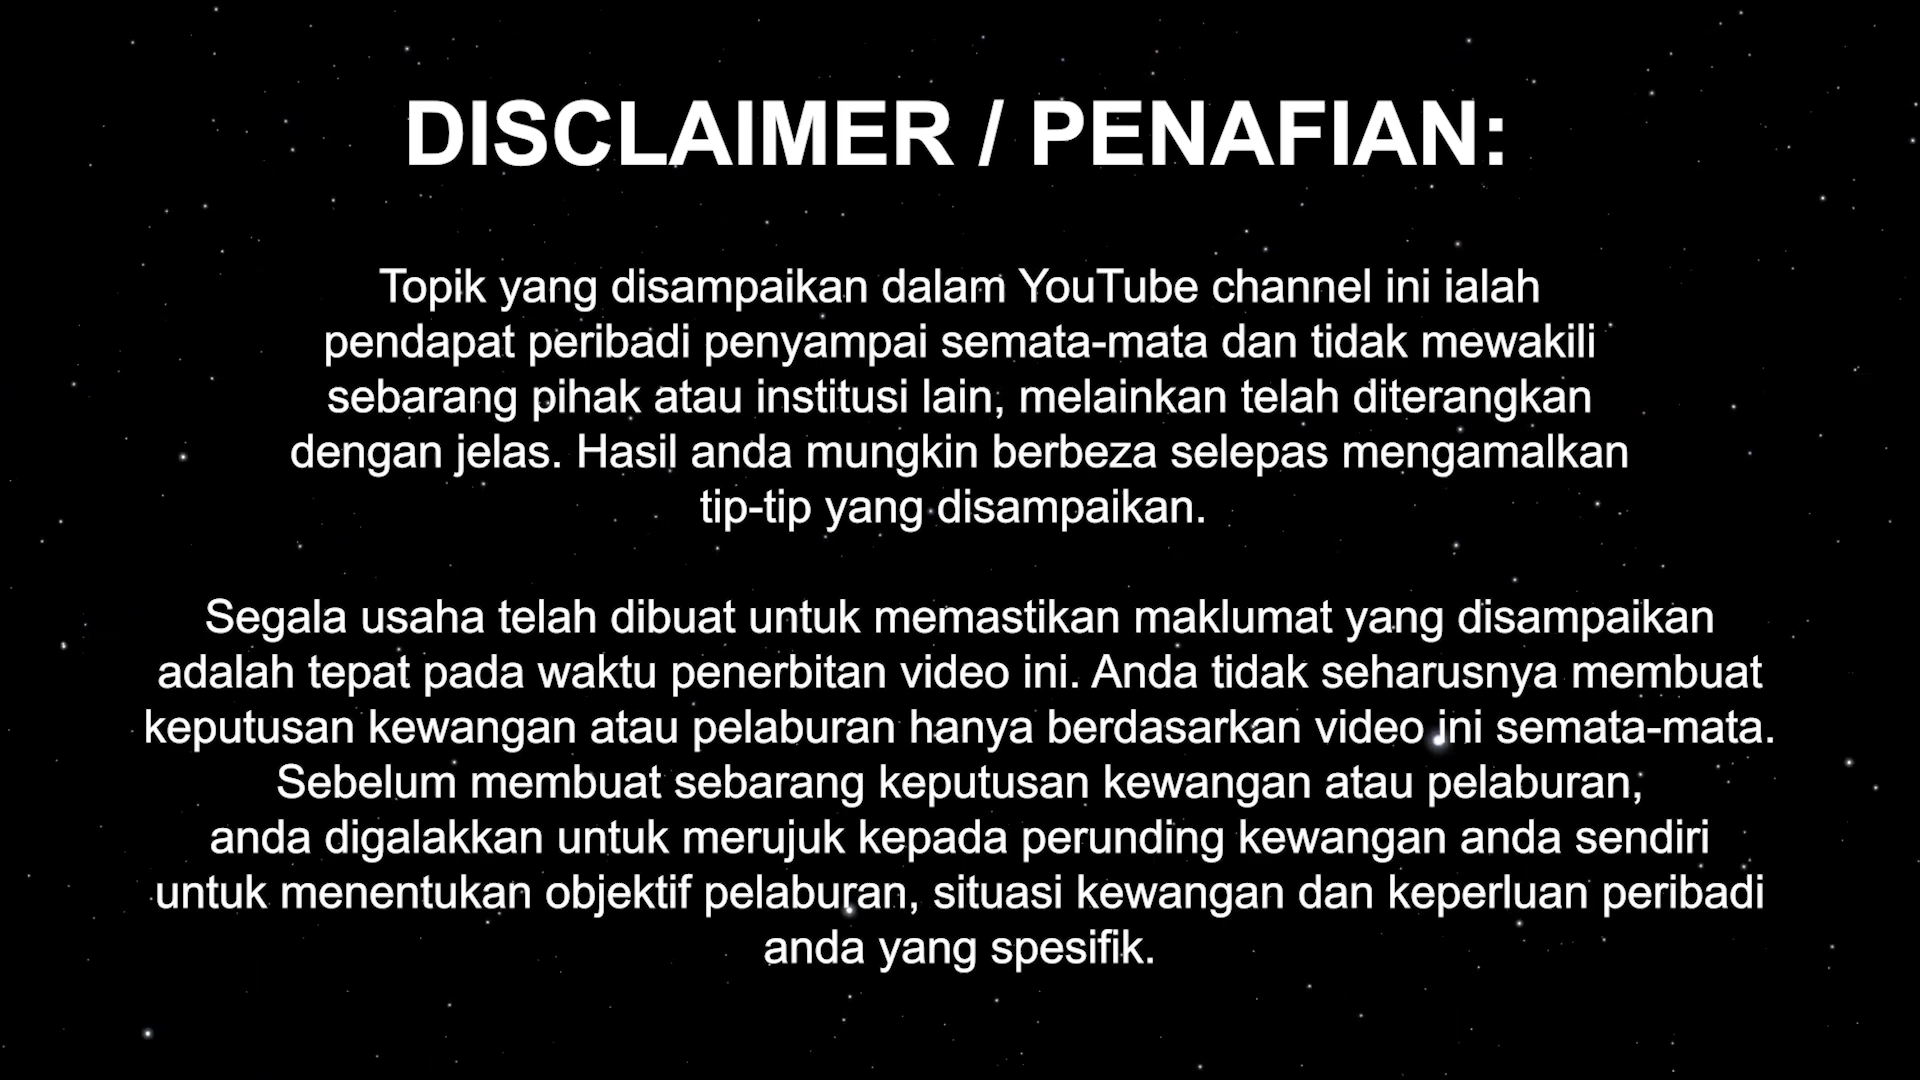 DISCLAIMER / PENAFIAN:
Topik yang disampaikan dalam YouTube channel ini ialah
pendapat peribadi penyampai semata-mata dan tidak mewakili
sebarang pihak atau institusi lain, melainkan telah diterangkan
dengan jelas. Hasil anda mungkin berbeza selepas mengamalkan
tip-tip yang disampaikan.
Segala usaha telah dibuat untuk memastikan maklumat yang disampaikan
adalah tepat pada waktu penerbitan video ini. Anda tidak seharusnya membuat
keputusan kewangan atau pelaburan hanya berdasarkan video ini semata-mata.
Sebelum membuat sebarang keputusan kewangan atau pelaburan,
anda digalakkan untuk merujuk kepada perunding kewangan anda sendiri
untuk menentukan objektif pelaburan, situasi kewangan dan keperluan peribadi
anda yang spesifik.